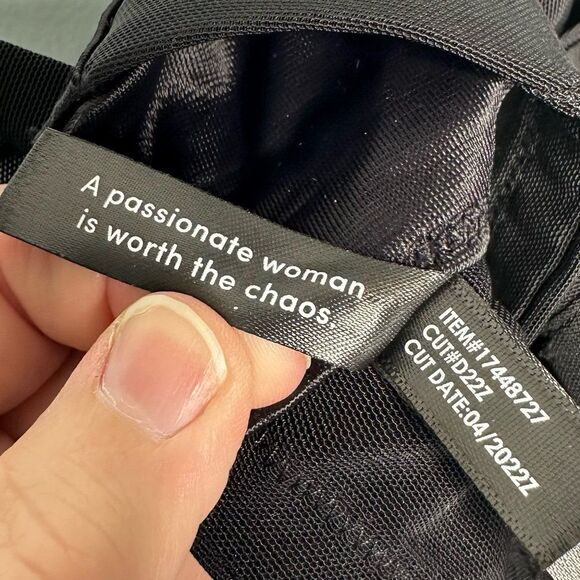 A passionate woman
is worth the chaos.
ITEM#17448727
CUT#D22Z
CUT DATE:04/2022Z